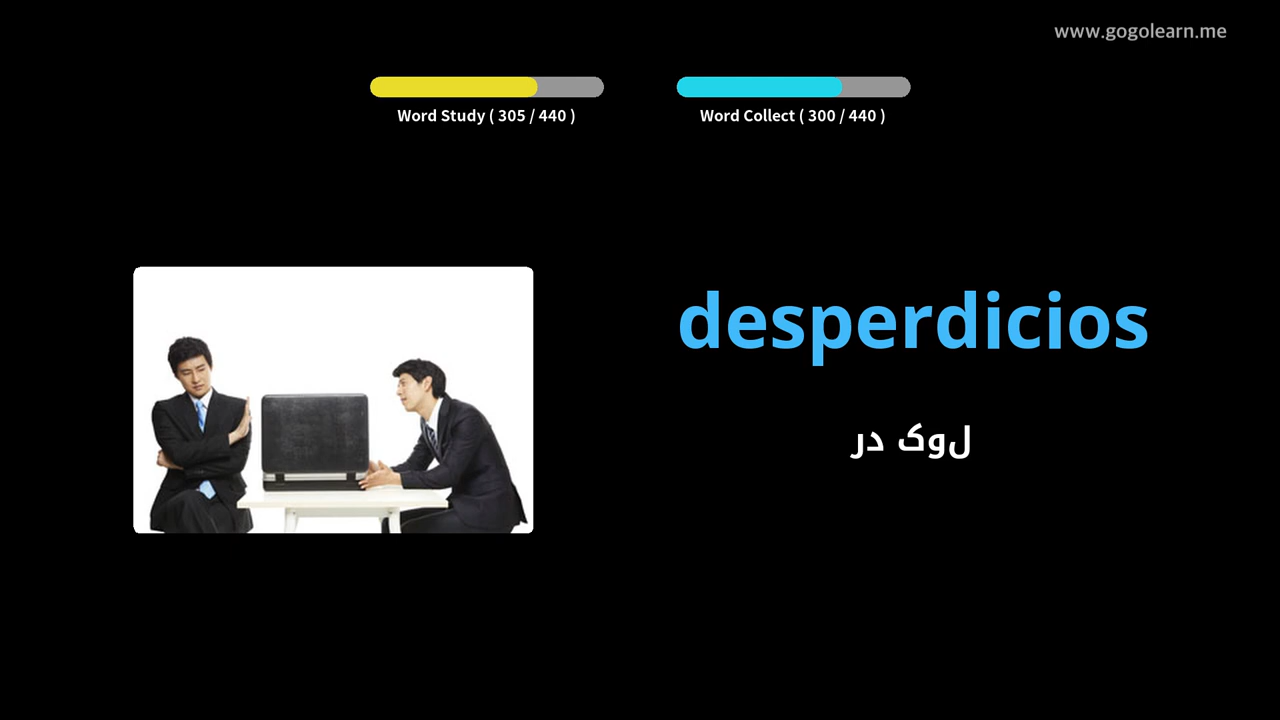 www.gogolearn.me
Word Study ( 305 / 440 )
Word Collect ( 300 / 440 )
desperdicios
لوک در